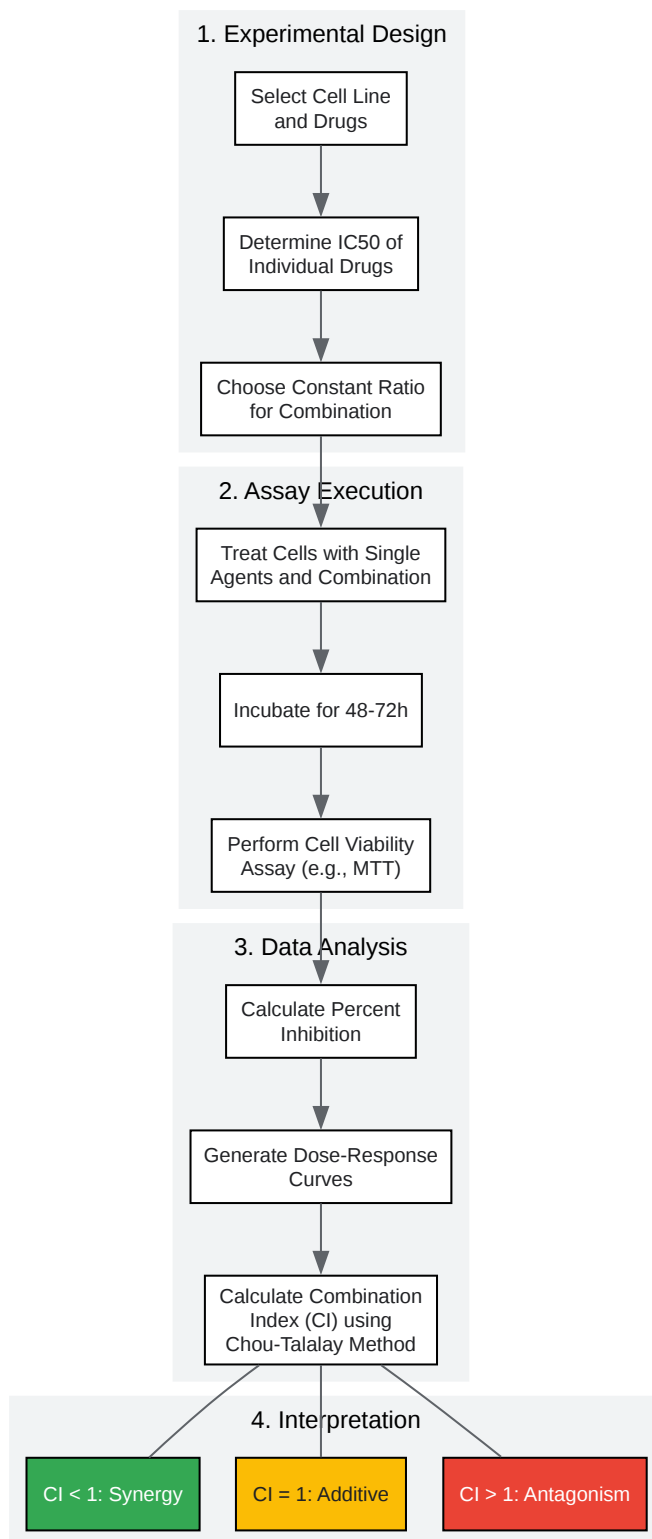 1. Experimental Design
Select Cell Line
and Drugs
Determine IC50 of
Individual Drugs
Choose Constant Ratio
for Combination
2. Assay Execution
Treat Cells with Single
Agents and Combination
Incubate for 48-72h
Perform Cell Viability
Assay (e.g., MTT)
3. Data Analysis
Calculate Percent
Inhibition
Generate Dose-Response
Curves
Calculate Combination
Index (CI) using
Chou-Talalay Method
4. Interpretation
CI < 1: Synergy
CI = 1: Additive
CI > 1: Antagonism